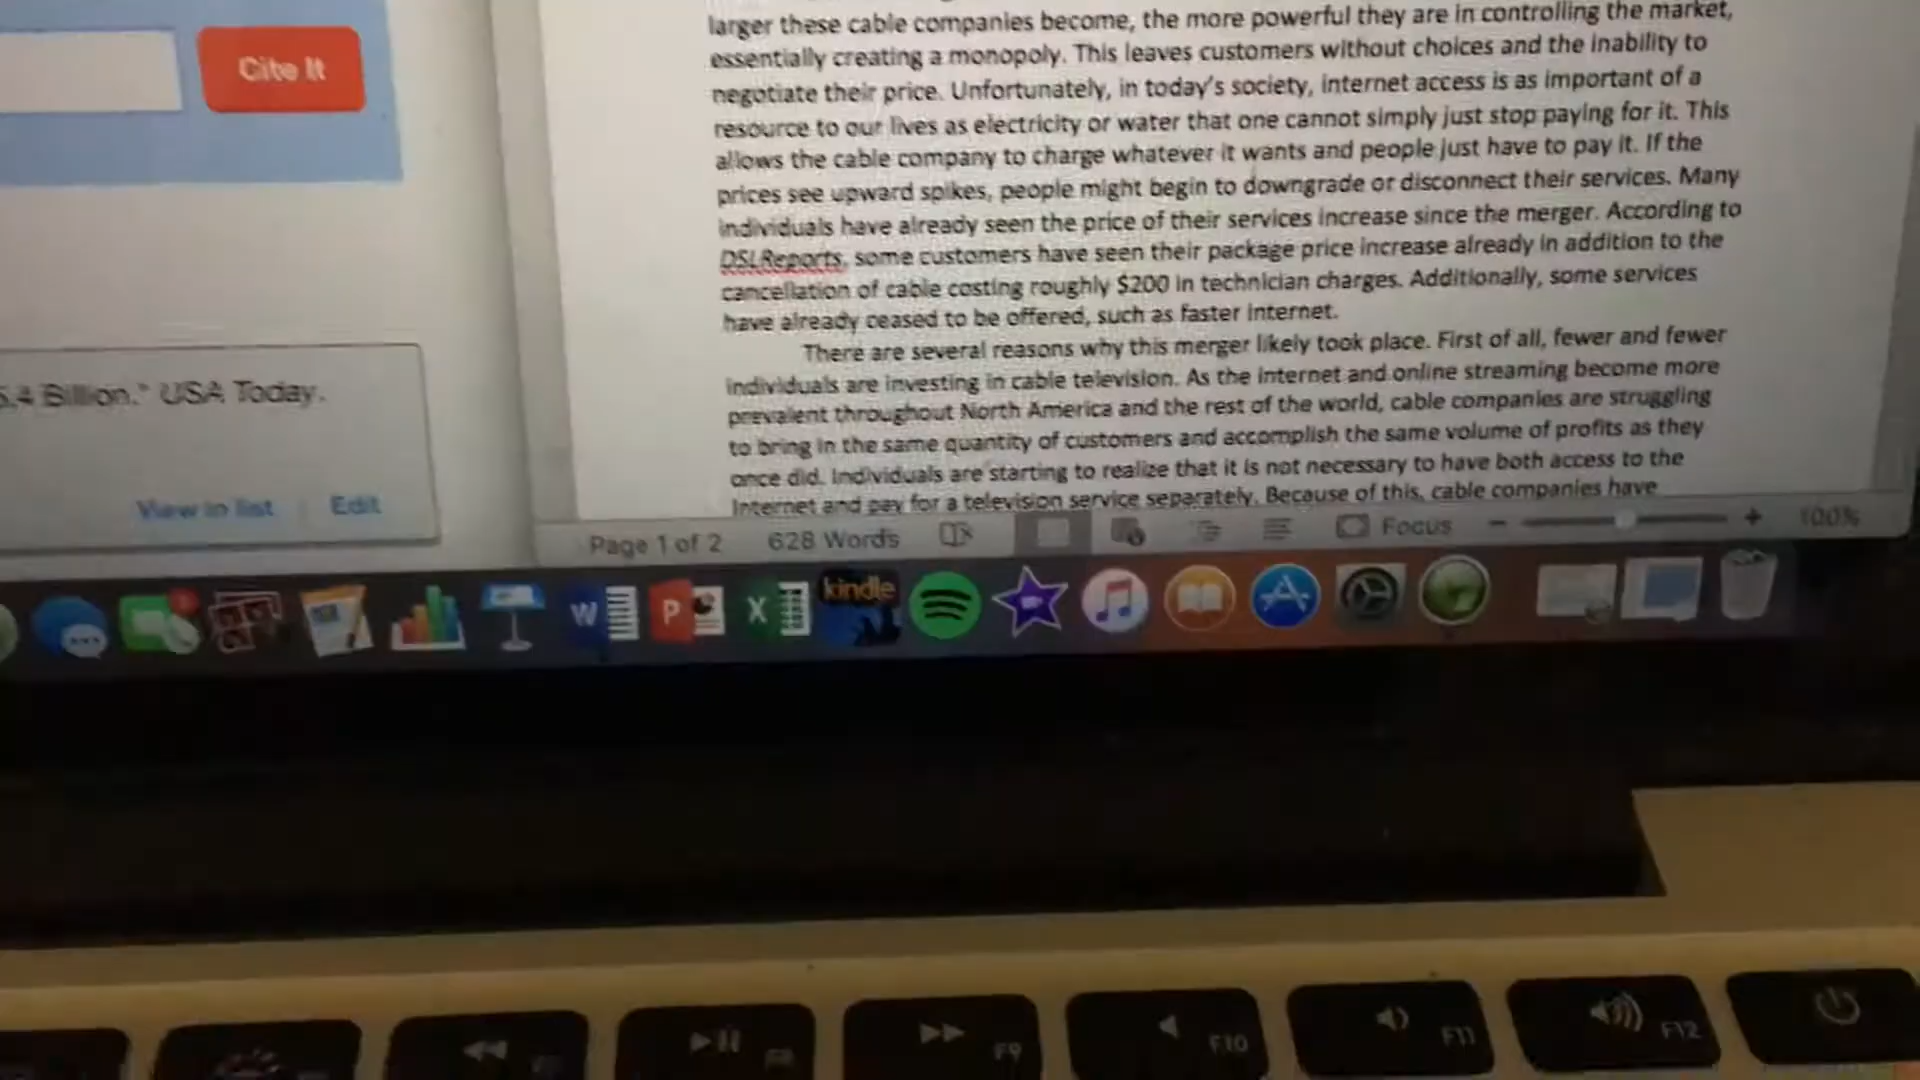 larger these cable companies become, the more powerful they are in controlling the market,
essentially creating a monopoly. This leaves customers without choices and the inability to
negotiate their price. Unfortunately, in today's society, internet access is as important of a
resource to our lives as electricity or water that one cannot simply just stop paying for it. This
allows the cable company to charge whatever it wants and people just have to pay it. If the
prices see upward spikes, people might begin to downgrade or disconnect their services. Many
individuals have already seen the price of their services increase since the merger. According to
DSLReports, some customers have seen their package price increase already in addition to the
cancellation of cable costing roughly $200 in technician charges. Additionally, some services
have already ceased to be offered, such as faster internet.
There are several reasons why this merger likely took place. First of all, fewer and fewer
individuals are investing in cable television. As the internet and online streaming become more
prevalent throughout North America and the rest of the world, cable companies are struggling
to bring in the same quantity of customers and accomplish the same volume of profits as they
once did. Individuals are starting to realize that it is not necessary to have both access to the
Internet and pay for a television service separately. Because of this, cable companies have
Cite It
5.4 Billion." USA Today.
View in list
Edit
Page 1 of 2
628 Words
Focus
100%
W
P
X
kindle
F8
F9
F10
F11
F12